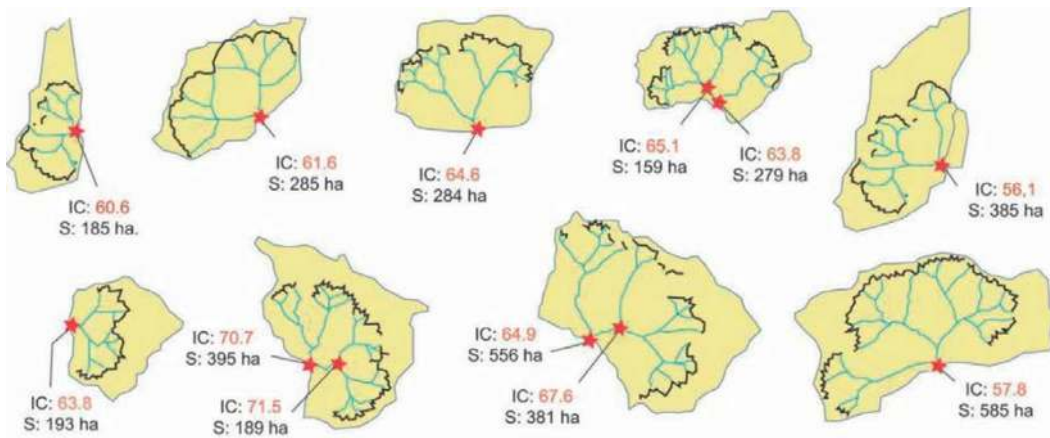 IC: 60.6
S: 185 ha.
IC: 61.6
S: 285 ha
IC: 64.6
S: 284 ha
IC: 65.1
S: 159 ha
IC: 63.8
S: 279 ha
IC: 56,1
S: 385 ha
IC: 63.8
S: 193 ha
IC: 70.7
S: 395 ha
IC: 71.5
S: 189 ha
IC: 64.9
S: 556 ha
IC: 67.6
S: 381 ha
IC: 57.8
S: 585 ha